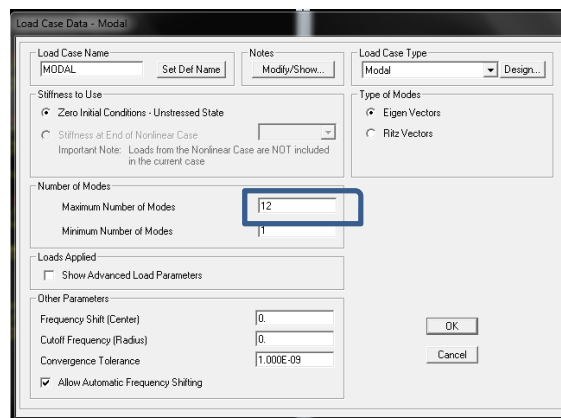 Load Case Data - Modal
Load Case Name
MODAL
Set Def Name
Notes
Modify/Show...
Load Case Type
Modal
Design...
Stiffness to Use
Zero Initial Conditions - Unstressed State
Stiffness at End of Nonlinear Case
Important Note: Loads from the Nonlinear Case are NOT included
in the current case
Type of Modes
Eigen Vectors
Ritz Vectors
Number of Modes
Maximum Number of Modes
12
Minimum Number of Modes
1
Loads Applied
Show Advanced Load Parameters
Other Parameters
Frequency Shift (Center)
0.
Cutoff Frequency (Radius)
0.
Convergence Tolerance
1.000E-09
Allow Automatic Frequency Shifting
OK
Cancel